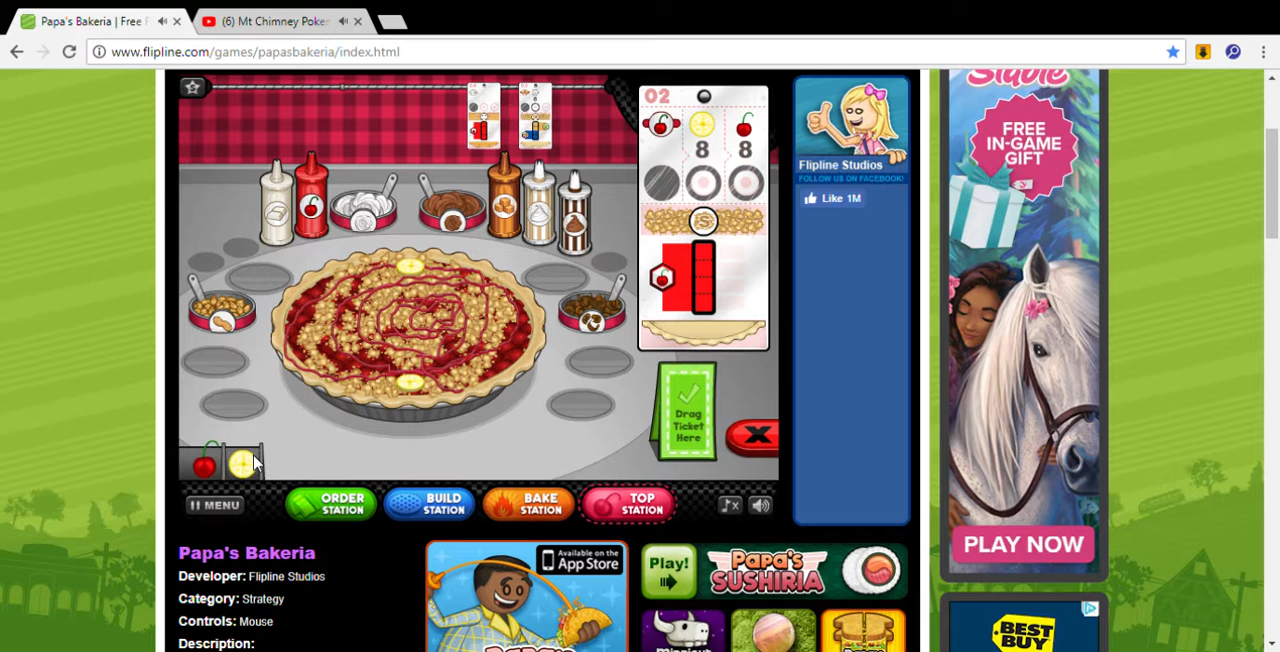 Papa's Bakeria | Free F
(6) Mt Chimney Poker
www.flipline.com/games/papasbakeria/index.html
02
8 8
S
Drag
Ticket
Here
X
II MENU
ORDER
STATION
BUILD
STATION
BAKE
STATION
TOP
STATION
Flipline Studios
FOLLOW US ON FACEBOOK!
Like 1M
FREE
IN-GAME
GIFT
PLAY NOW
Papa's Bakeria
Developer: Flipline Studios
Category: Strategy
Controls: Mouse
Description:
Available on the
App Store
Play!
Papa's
SUSHIRIA
BEST
BUY